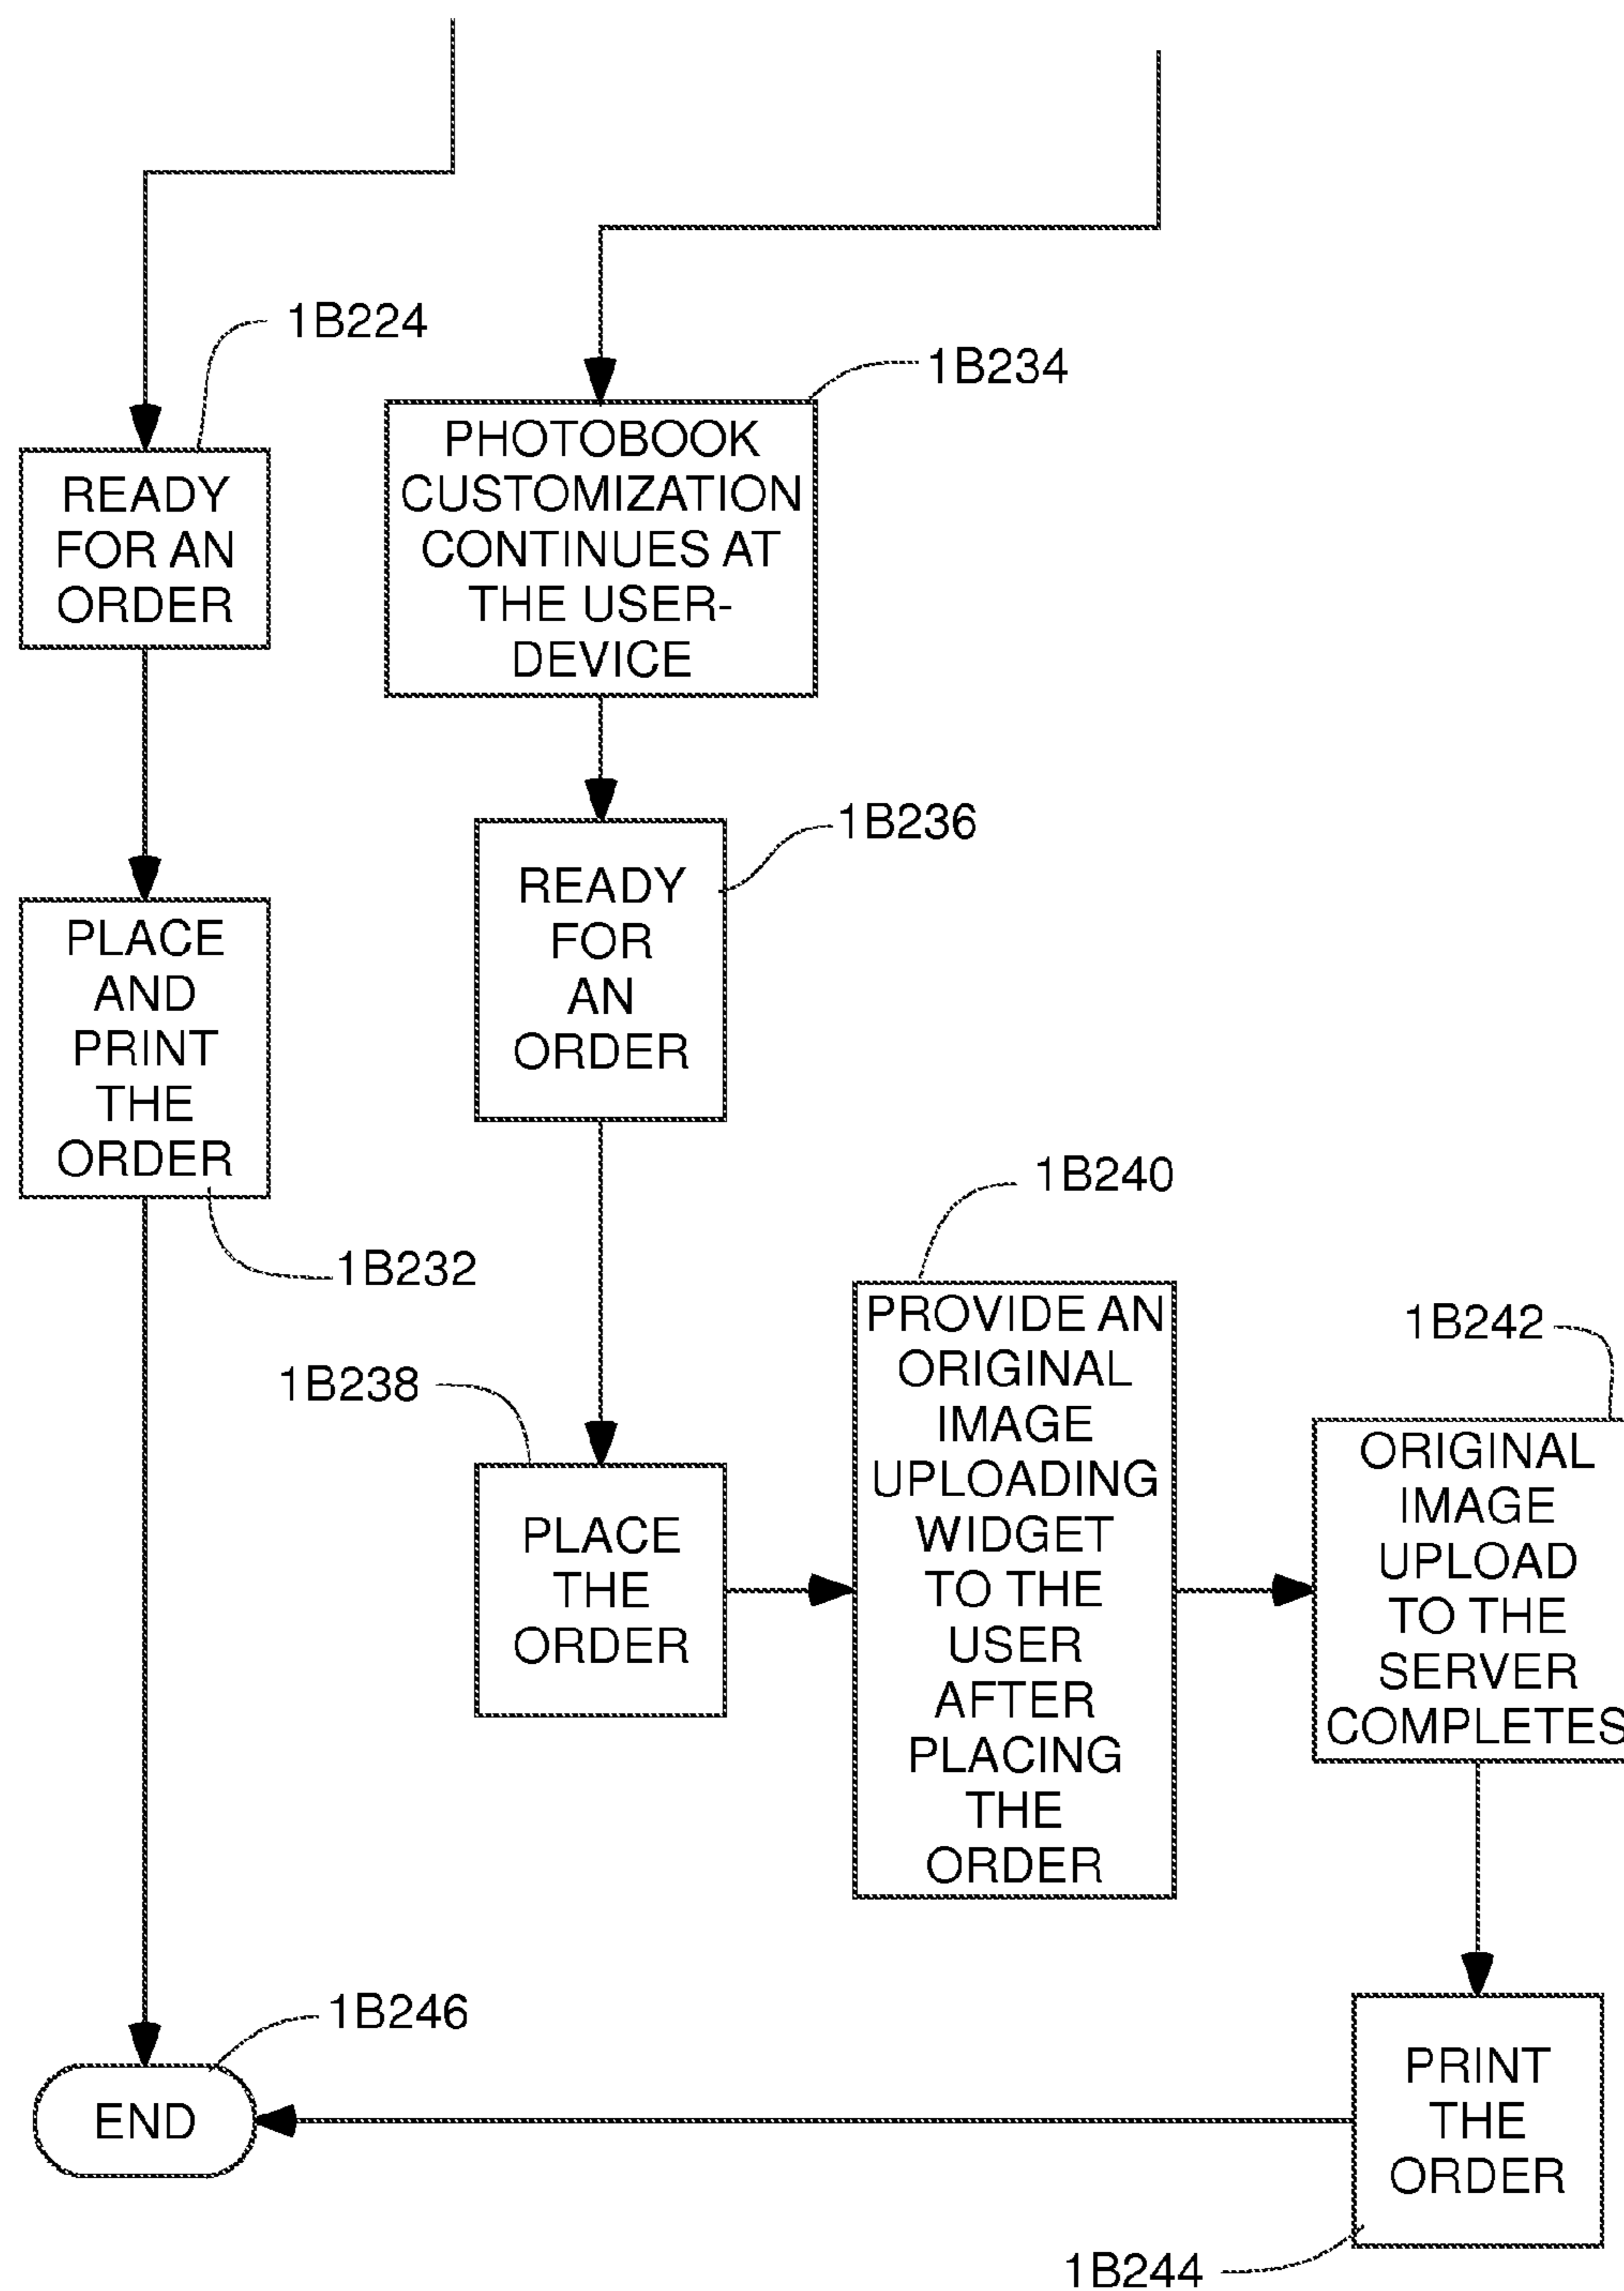 1B224
READY
FOR AN
ORDER
1B234
PHOTOBOOK
CUSTOMIZATION
CONTINUES AT
THE USER-
DEVICE
1B236
READY
FOR
AN
ORDER
PLACE
AND
PRINT
THE
ORDER
1B232
1B238
PLACE
THE
ORDER
1B240
PROVIDE AN
ORIGINAL
IMAGE
UPLOADING
WIDGET
TO THE
USER
AFTER
PLACING
THE
ORDER
1B242
ORIGINAL
IMAGE
UPLOAD
TO THE
SERVER
COMPLETES
1B246
END
PRINT
THE
ORDER
1B244